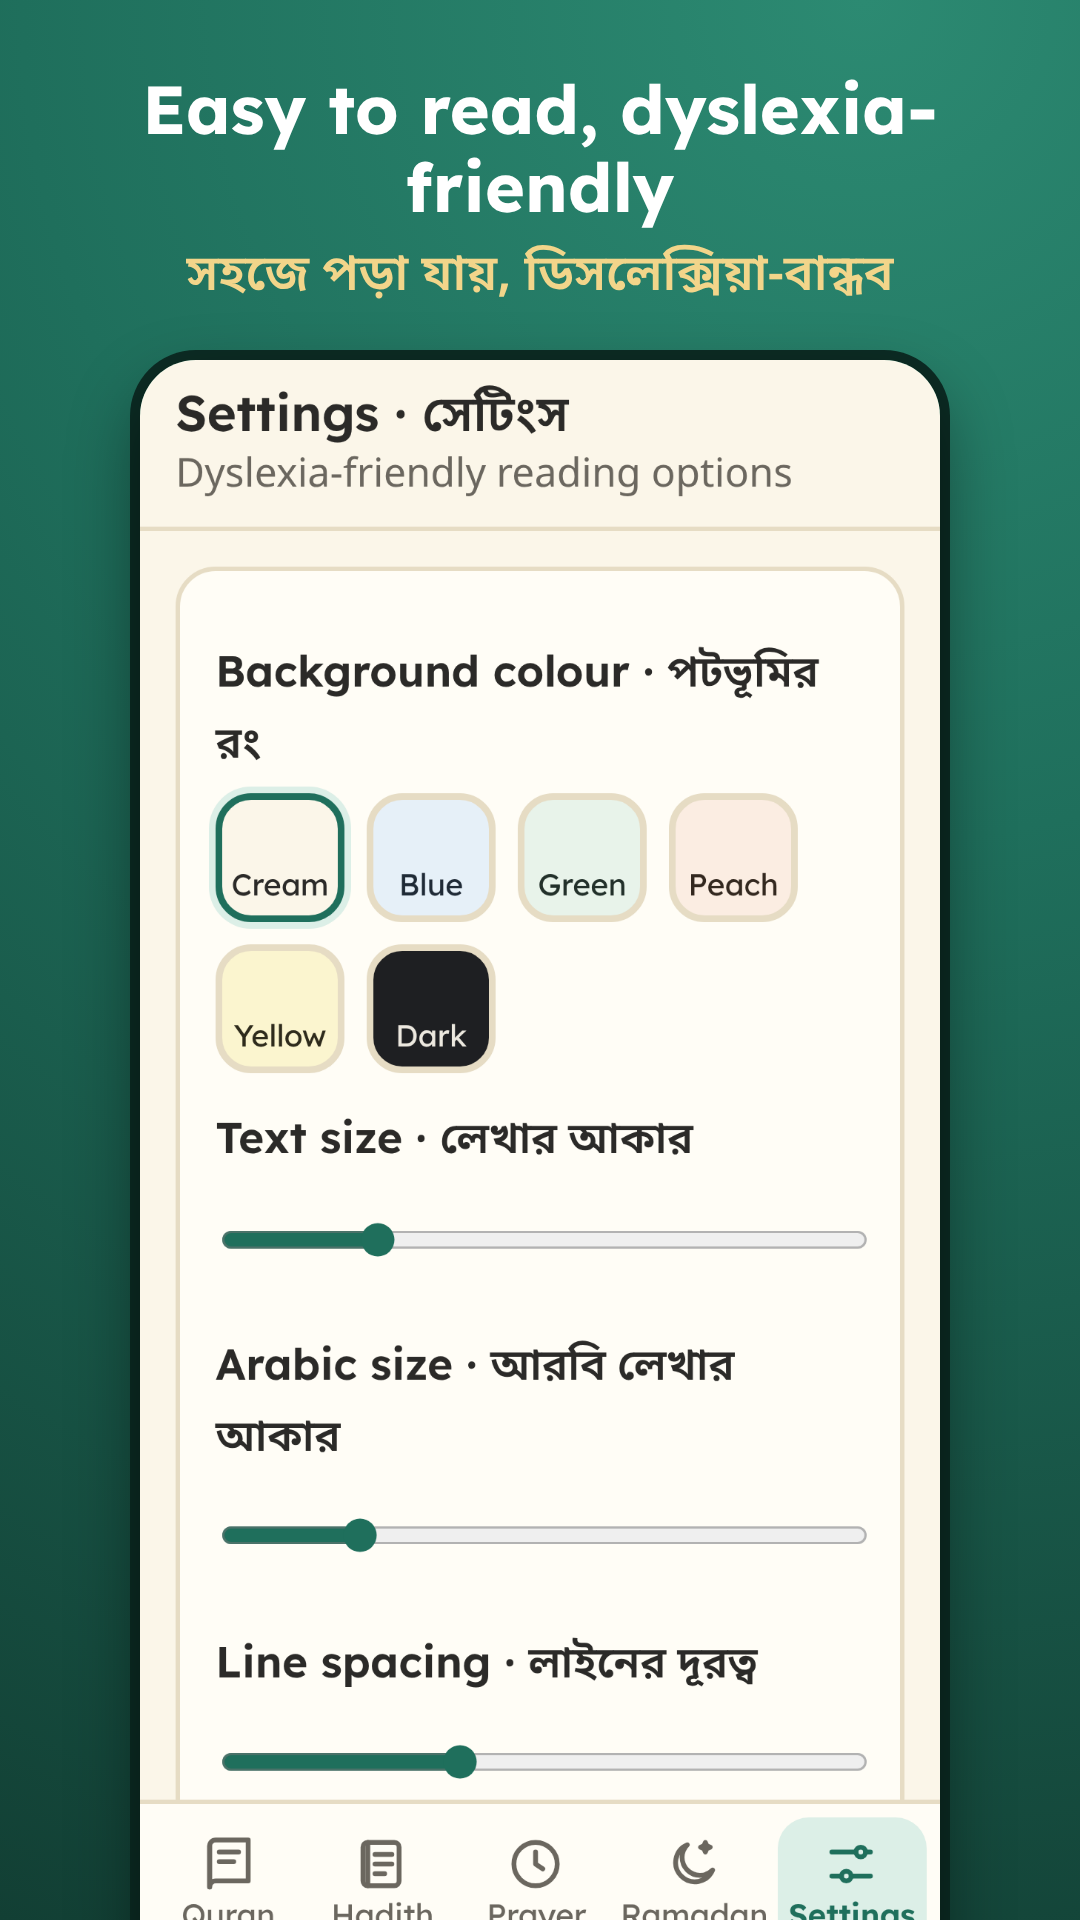 Easy to read, dyslexia-
friendly
সহজে পড়া যায়, ডিসলেক্সিয়া-বান্ধব
Settings · সেটিংস
Dyslexia-friendly reading options
Background colour · পটভূমির
রং
Cream Blue Green Peach
Yellow Dark
Text size · লেখার আকার
Arabic size · আরবি লেখার
আকার
Line spacing · লাইনের দূরত্ব
Quran Hadith Prayer Ramadan Settings